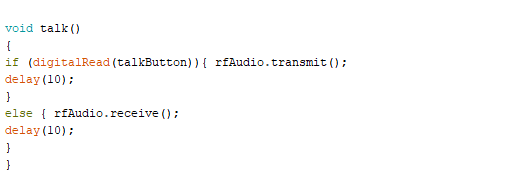 void talk()
{
if (digitalRead(talkButton)){ rfAudio.transmit();
delay(10);
}
else { rfAudio.receive();
delay(10);
}
}